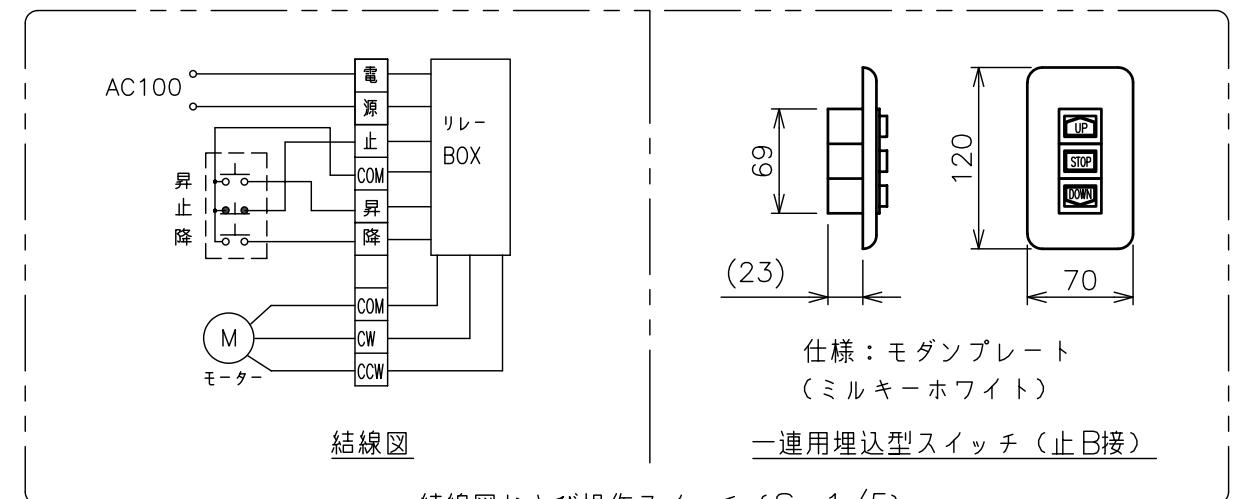 AC100
電
源
止
COM
昇
降
COM
CW
CCW
リレー
BOX
昇
止
降
M
モーター
結線図
69
(23)
120
70
UP
STOP
DOWN
仕様：モダンプレート
(ミルキーホワイト)
一連用埋込型スイッチ(止B接)